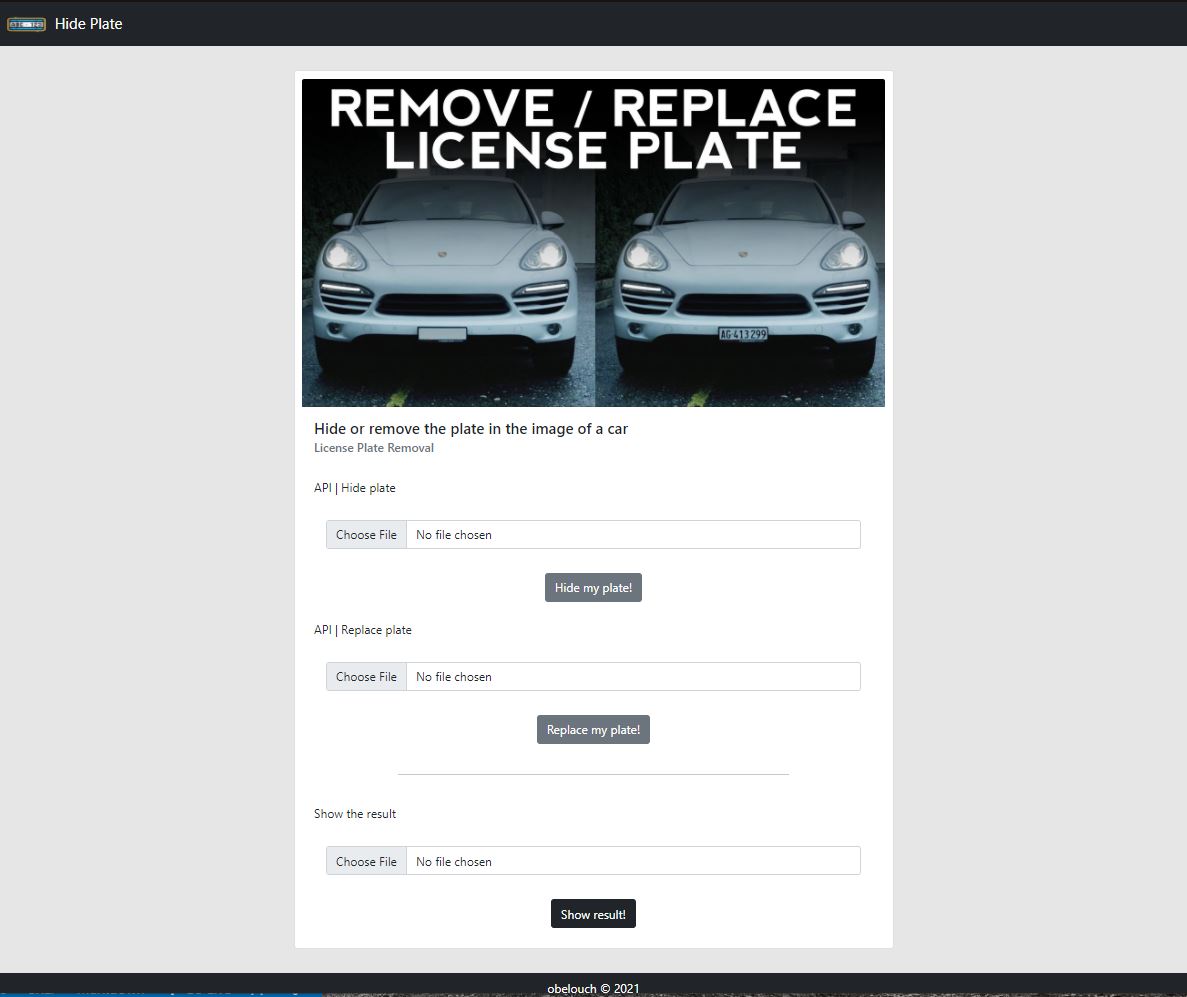 Hide Plate
REMOVE / REPLACE
LICENSE PLATE
AG·413299
Hide or remove the plate in the image of a car
License Plate Removal
API | Hide plate
Choose File No file chosen
Hide my plate!
API | Replace plate
Choose File No file chosen
Replace my plate!
Show the result
Choose File No file chosen
Show result!
obelouch © 2021